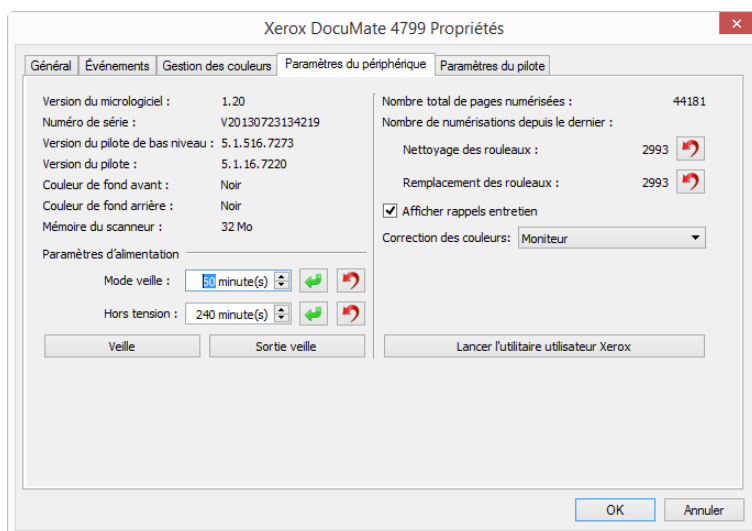 Xerox DocuMate 4799 Propriétés
Général
Événements
Gestion des couleurs
Paramètres du périphérique
Paramètres du pilote
Version du micrologiciel : 1.20
Numéro de série : V20130723134219
Version du pilote de bas niveau : 5.1.516.7273
Version du pilote : 5.1.16.7220
Couleur de fond avant : Noir
Couleur de fond arrière : Noir
Mémoire du scanneur : 32 Mo
Paramètres d'alimentation
Mode veille : 60 minute(s)
Hors tension : 240 minute(s)
Veille
Sortie veille
Nombre total de pages numérisées : 44181
Nombre de numérisations depuis le dernier :
Nettoyage des rouleaux : 2993
Remplacement des rouleaux : 2993
Afficher rappels entretien
Correction des couleurs: Moniteur
Lancer l'utilitaire utilisateur Xerox
OK
Annuler